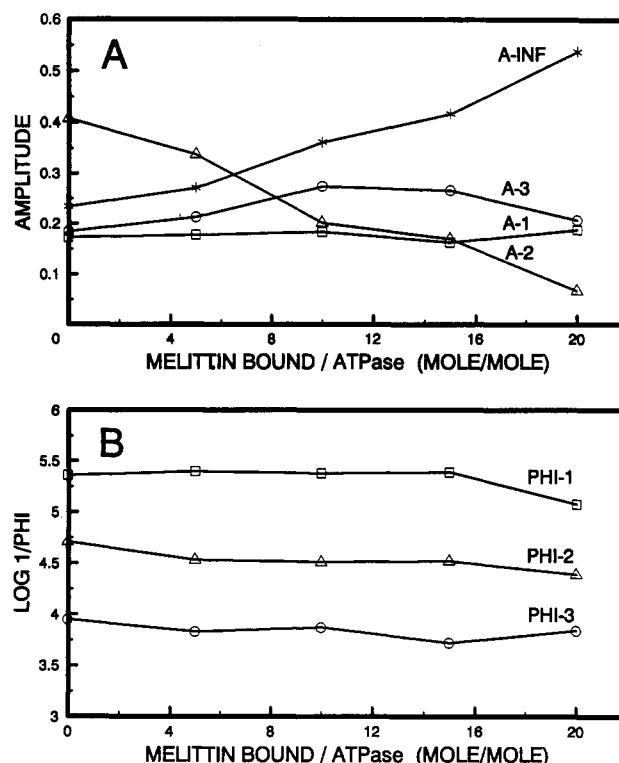 A
AMPLITUDE
0.6
0.5
0.4
0.3
0.2
0.1
0
0 4 8 12 16 20
A-INF
A-3
A-1
A-2
MELITTIN BOUND / ATPase (MOLE/MOLE)
B
LOG 1/PHI
6
5.5
5
4.5
4
3.5
3
0 4 8 12 16 20
PHI-1
PHI-2
PHI-3
MELITTIN BOUND / ATPase (MOLE/MOLE)